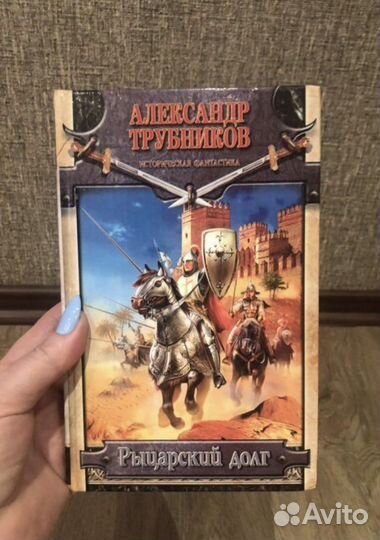 АЛЕКСАНДР
ТРУБНИКОВ
ИСТОРИЧЕСКАЯ ФАНТАСТИКА
Рыцарский долг
Avito